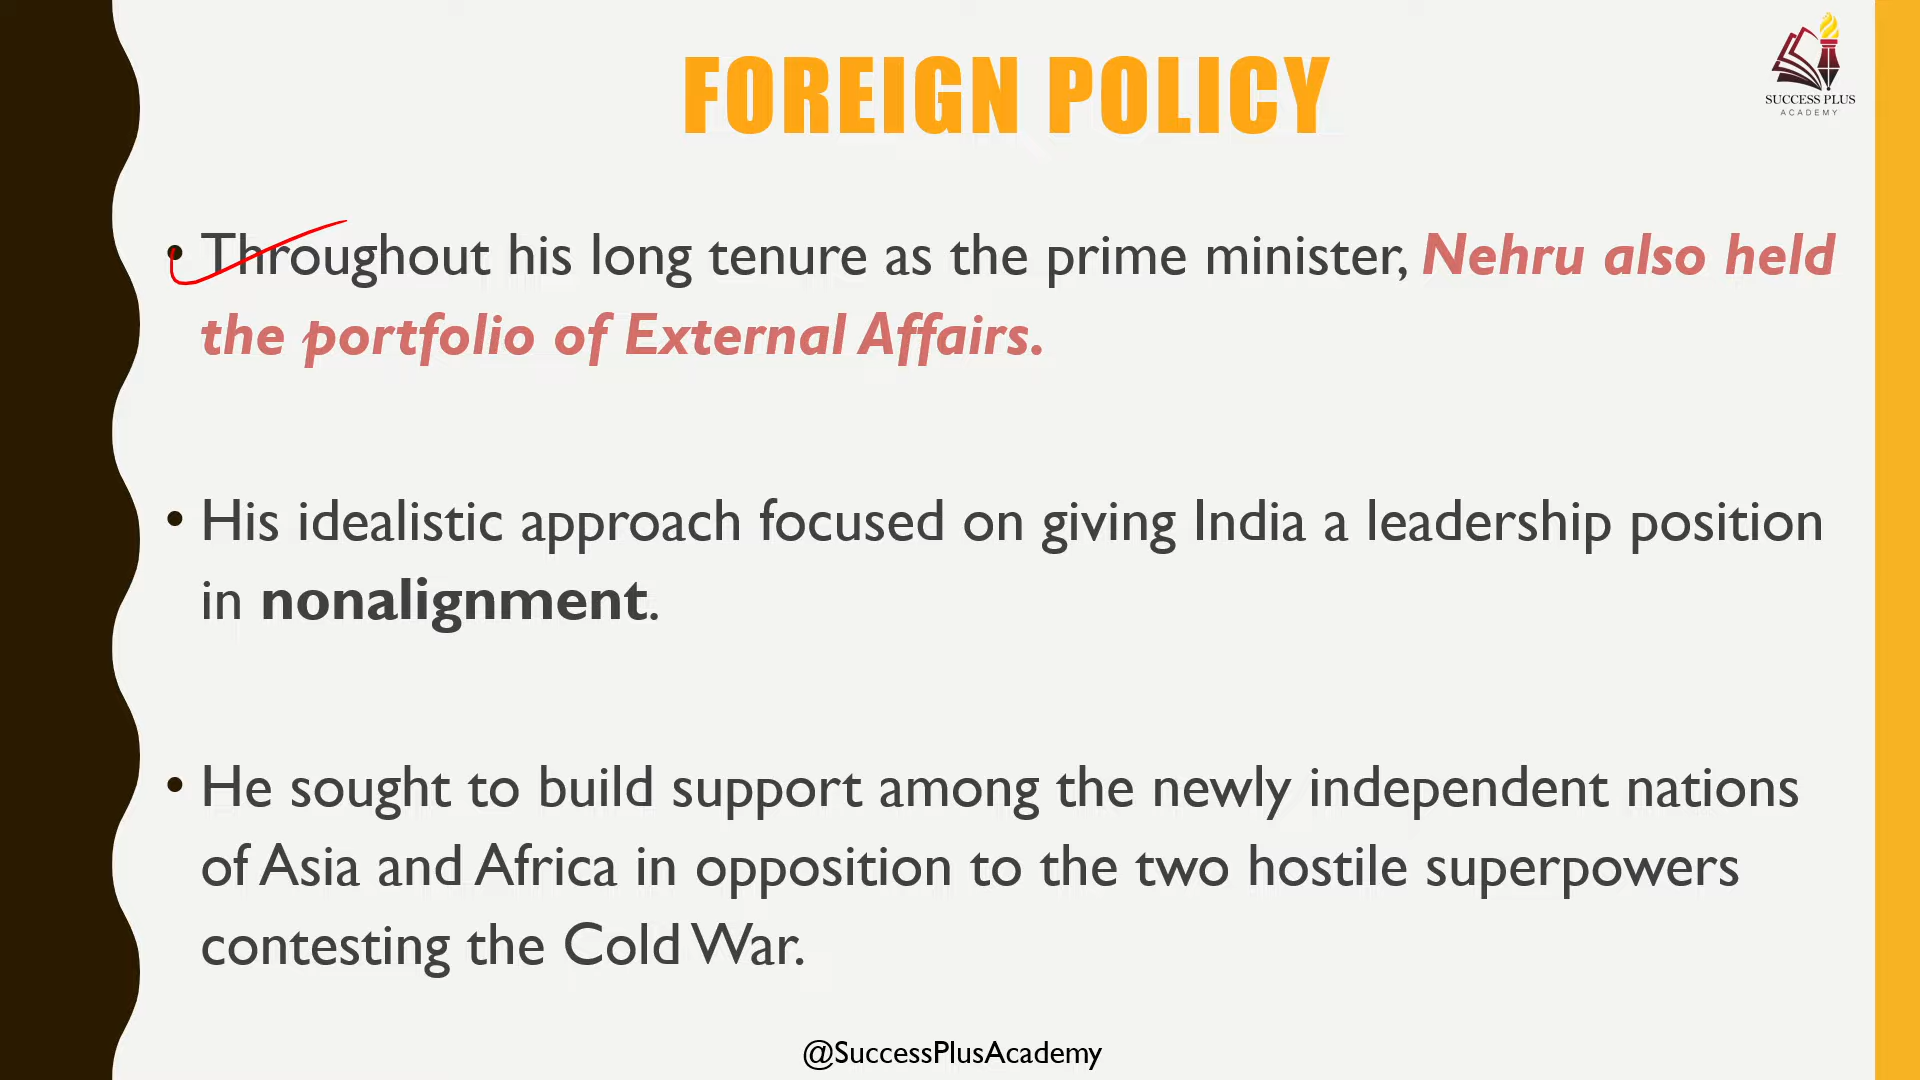 FOREIGN POLICY
SUCCESS PLUS
ACADEMY
• Throughout his long tenure as the prime minister, Nehru also held
the portfolio of External Affairs.
• His idealistic approach focused on giving India a leadership position
in nonalignment.
• He sought to build support among the newly independent nations
of Asia and Africa in opposition to the two hostile superpowers
contesting the Cold War.
@SuccessPlusAcademy